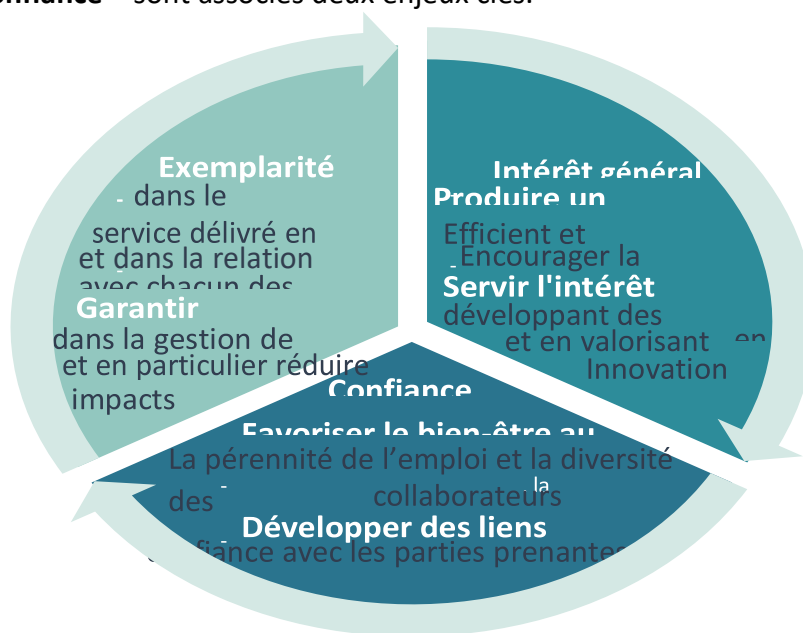 sont associés deux enjeux clés.
Exemplarité
- dans le
service délivré en
et dans la relation
-
avec chacun des
Garantir
dans la gestion de
et en particulier réduire
impacts
Intérêt général
Produire un
Efficient et
- Encourager la
Servir l'intérêt
développant des
et en valorisant en
Innovation
Confiance
Favoriser le bien-être au
La pérennité de l'emploi et la diversité
- la
des collaborateurs
- Développer des liens
avec les parties prenantes